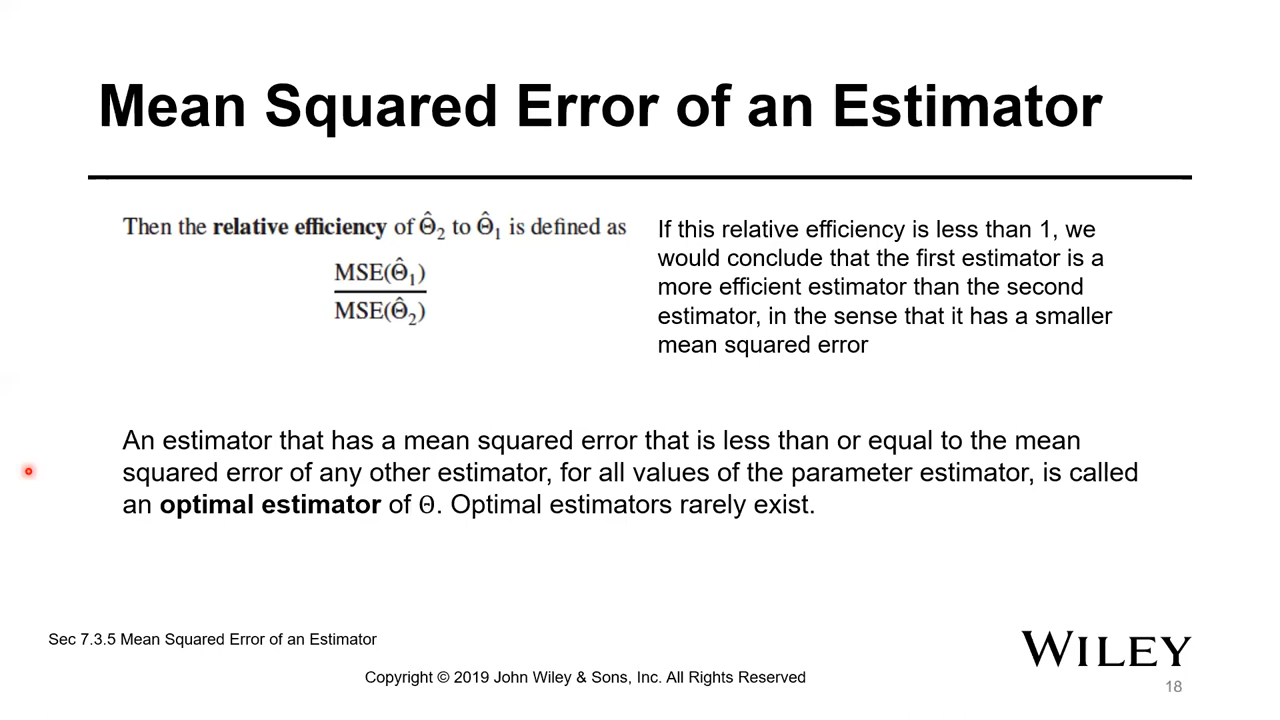 Mean Squared Error of an Estimator
Then the relative efficiency of Θ̂₂ to Θ̂₁ is defined as
MSE(Θ̂₁)
MSE(Θ̂₂)
If this relative efficiency is less than 1, we
would conclude that the first estimator is a
more efficient estimator than the second
estimator, in the sense that it has a smaller
mean squared error
An estimator that has a mean squared error that is less than or equal to the mean
squared error of any other estimator, for all values of the parameter estimator, is called
an optimal estimator of Θ. Optimal estimators rarely exist.
Sec 7.3.5 Mean Squared Error of an Estimator
WILEY
Copyright © 2019 John Wiley & Sons, Inc. All Rights Reserved
18